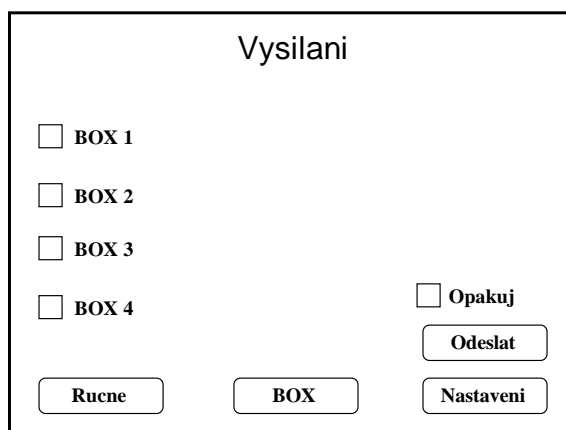 Vysilani
BOX 1
BOX 2
BOX 3
BOX 4
Opakuj
Odeslat
Rucne
BOX
Nastaveni